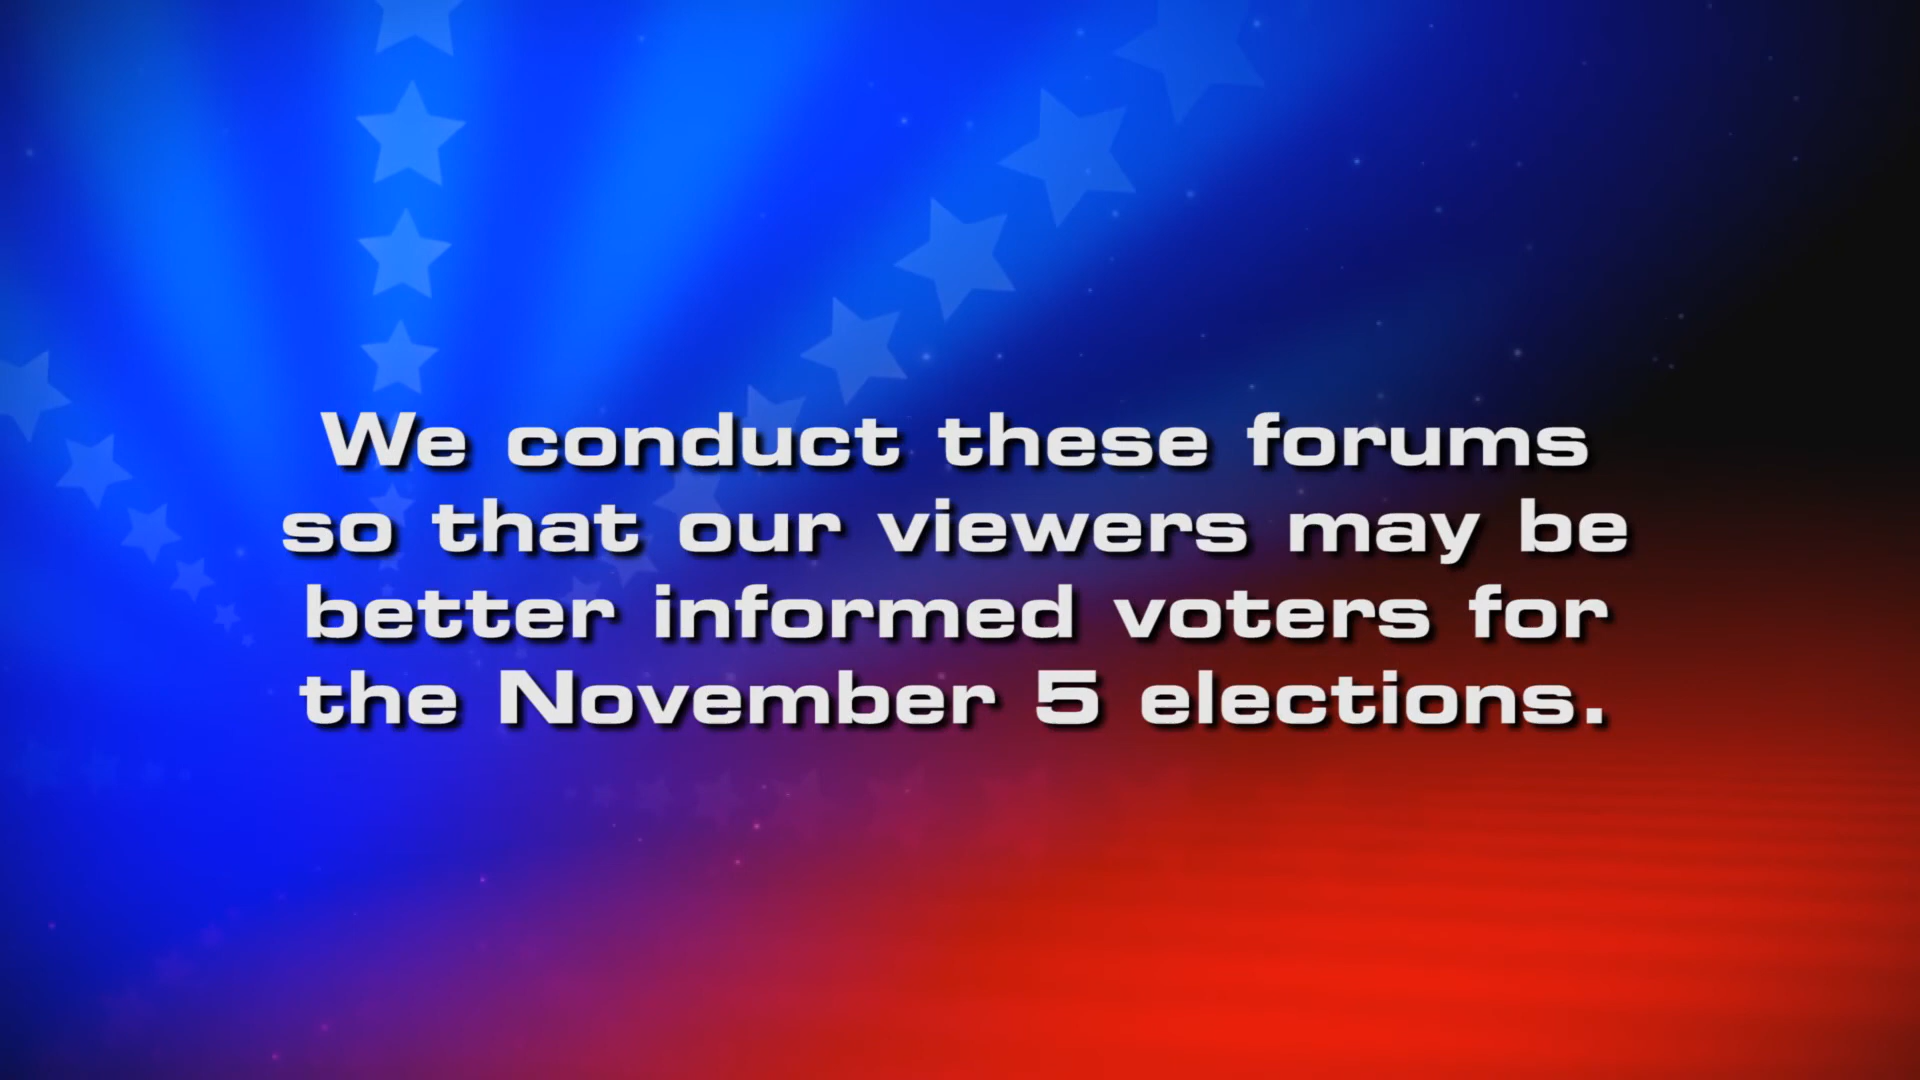 We conduct these forums
so that our viewers may be
better informed voters for
the November 5 elections.